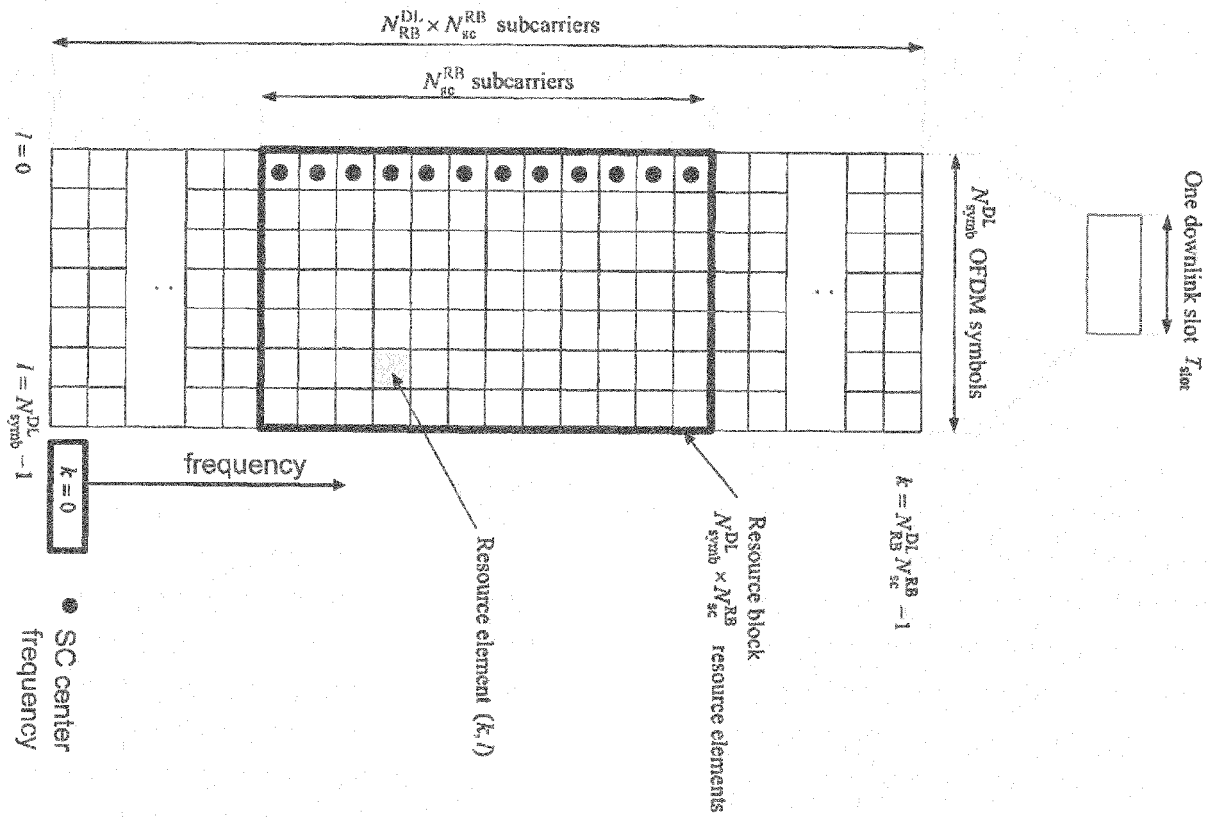 One downlink slot T_slot
N_symb^DL OFDM symbols
N_RB^DL × N_sc^RB subcarriers
N_sc^RB subcarriers
l = 0
l = N_symb^DL − 1
k = 0
frequency
k = N_RB^DL N_sc^RB − 1
Resource block
N_symb^DL × N_sc^RB resource elements
Resource element (k, l)
SC center
frequency